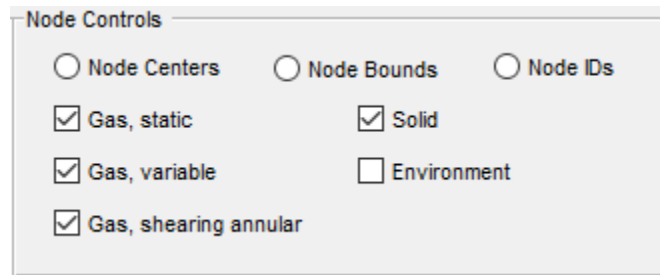 Node Controls
Node Centers Node Bounds Node IDs
Gas, static Solid
Gas, variable Environment
Gas, shearing annular